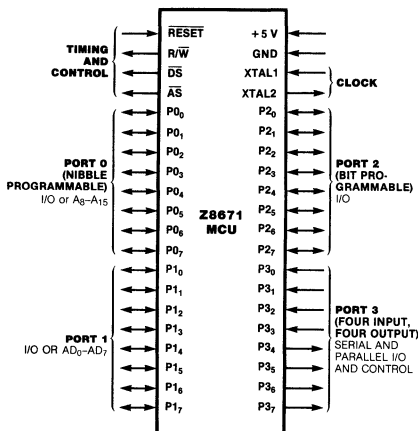 TIMING
AND
CONTROL
RESET
R/W
DS
AS
+5 V
GND
XTAL1
XTAL2
CLOCK
PORT 0
(NIBBLE
PROGRAMMABLE)
I/O or A₈–A₁₅
P0₀
P0₁
P0₂
P0₃
P0₄
P0₅
P0₆
P0₇
Z8671
MCU
P2₀
P2₁
P2₂
P2₃
P2₄
P2₅
P2₆
P2₇
PORT 2
(BIT PRO-
GRAMMABLE)
I/O
PORT 1
I/O OR AD₀–AD₇
P1₀
P1₁
P1₂
P1₃
P1₄
P1₅
P1₆
P1₇
P3₀
P3₁
P3₂
P3₃
P3₄
P3₅
P3₆
P3₇
PORT 3
(FOUR INPUT,
FOUR OUTPUT)
SERIAL AND
PARALLEL I/O
AND CONTROL